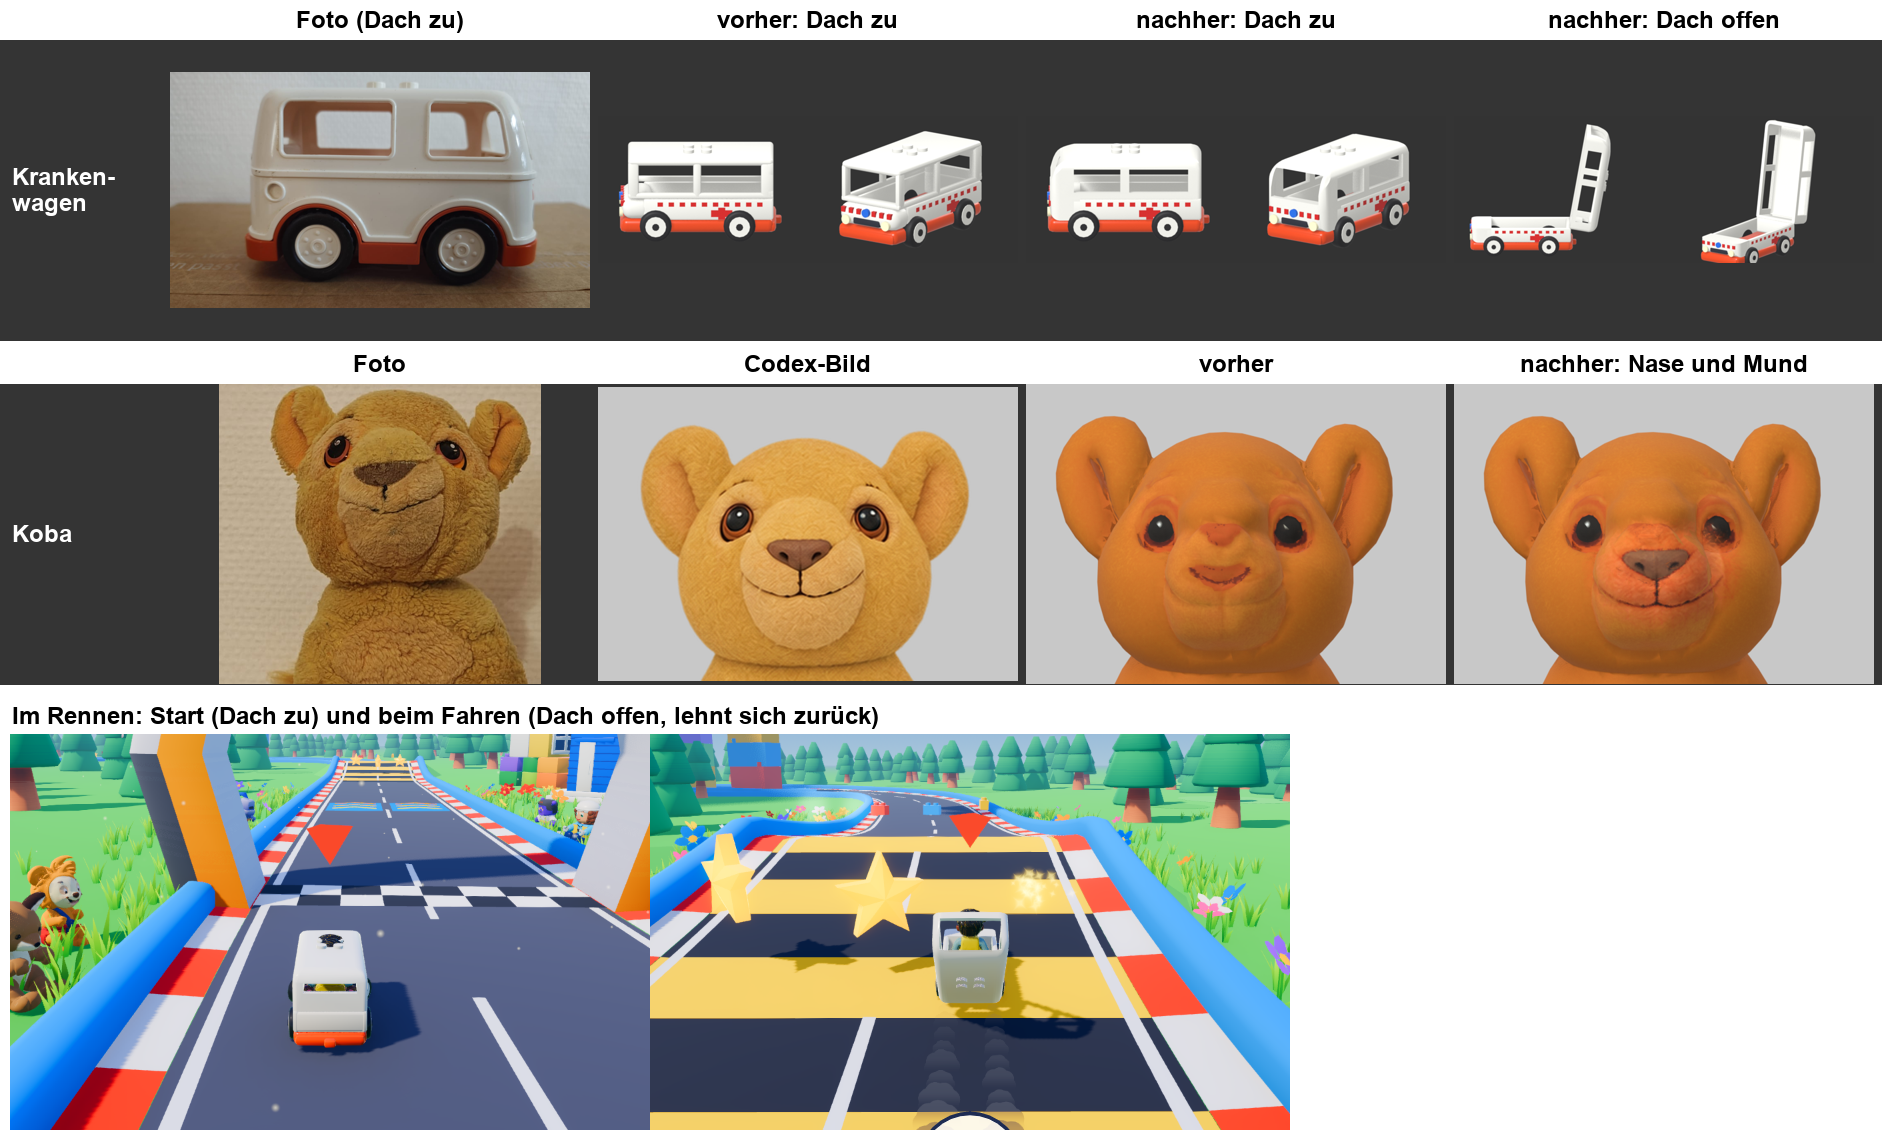 Foto (Dach zu)
vorher: Dach zu
nachher: Dach zu
nachher: Dach offen
Kranken-
wagen
Foto
Codex-Bild
vorher
nachher: Nase und Mund
Koba
Im Rennen: Start (Dach zu) und beim Fahren (Dach offen, lehnt sich zurück)